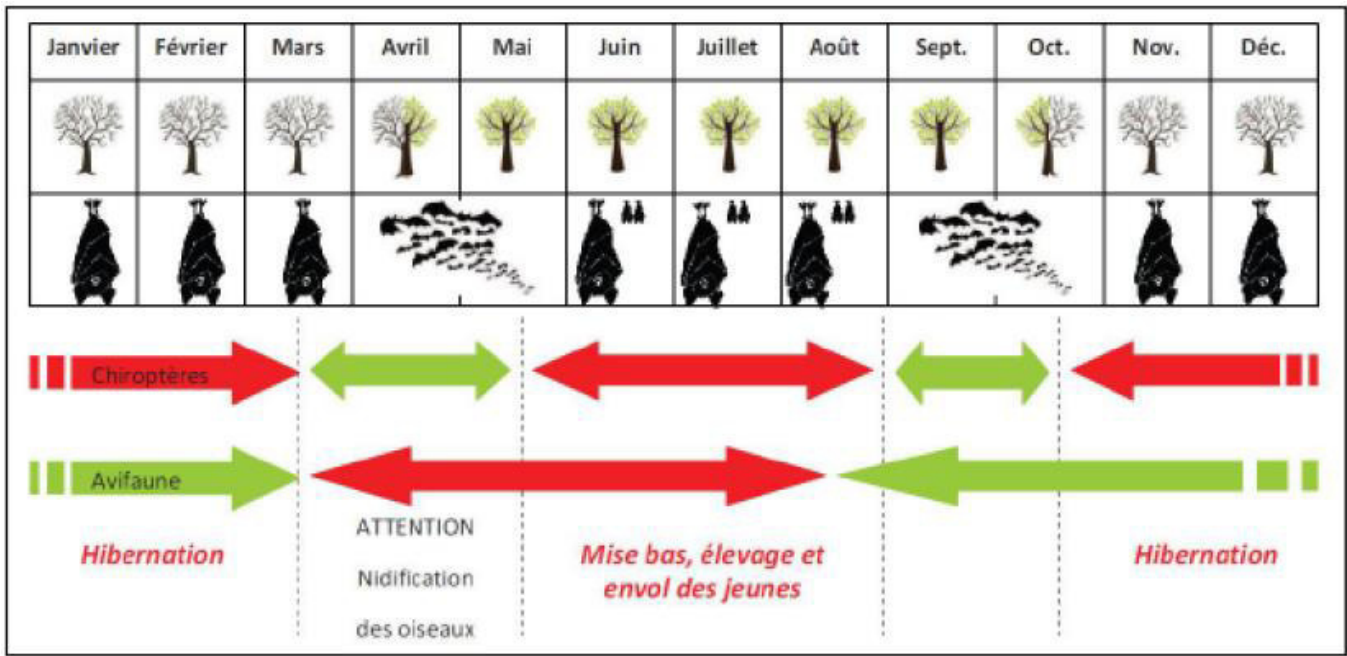 Janvier Février Mars Avril Mai Juin Juillet Août Sept. Oct. Nov. Déc.
Chiroptères
Avifaune
ATTENTION
Nidification
des oiseaux
Hibernation
Mise bas, élevage et
envol des jeunes
Hibernation